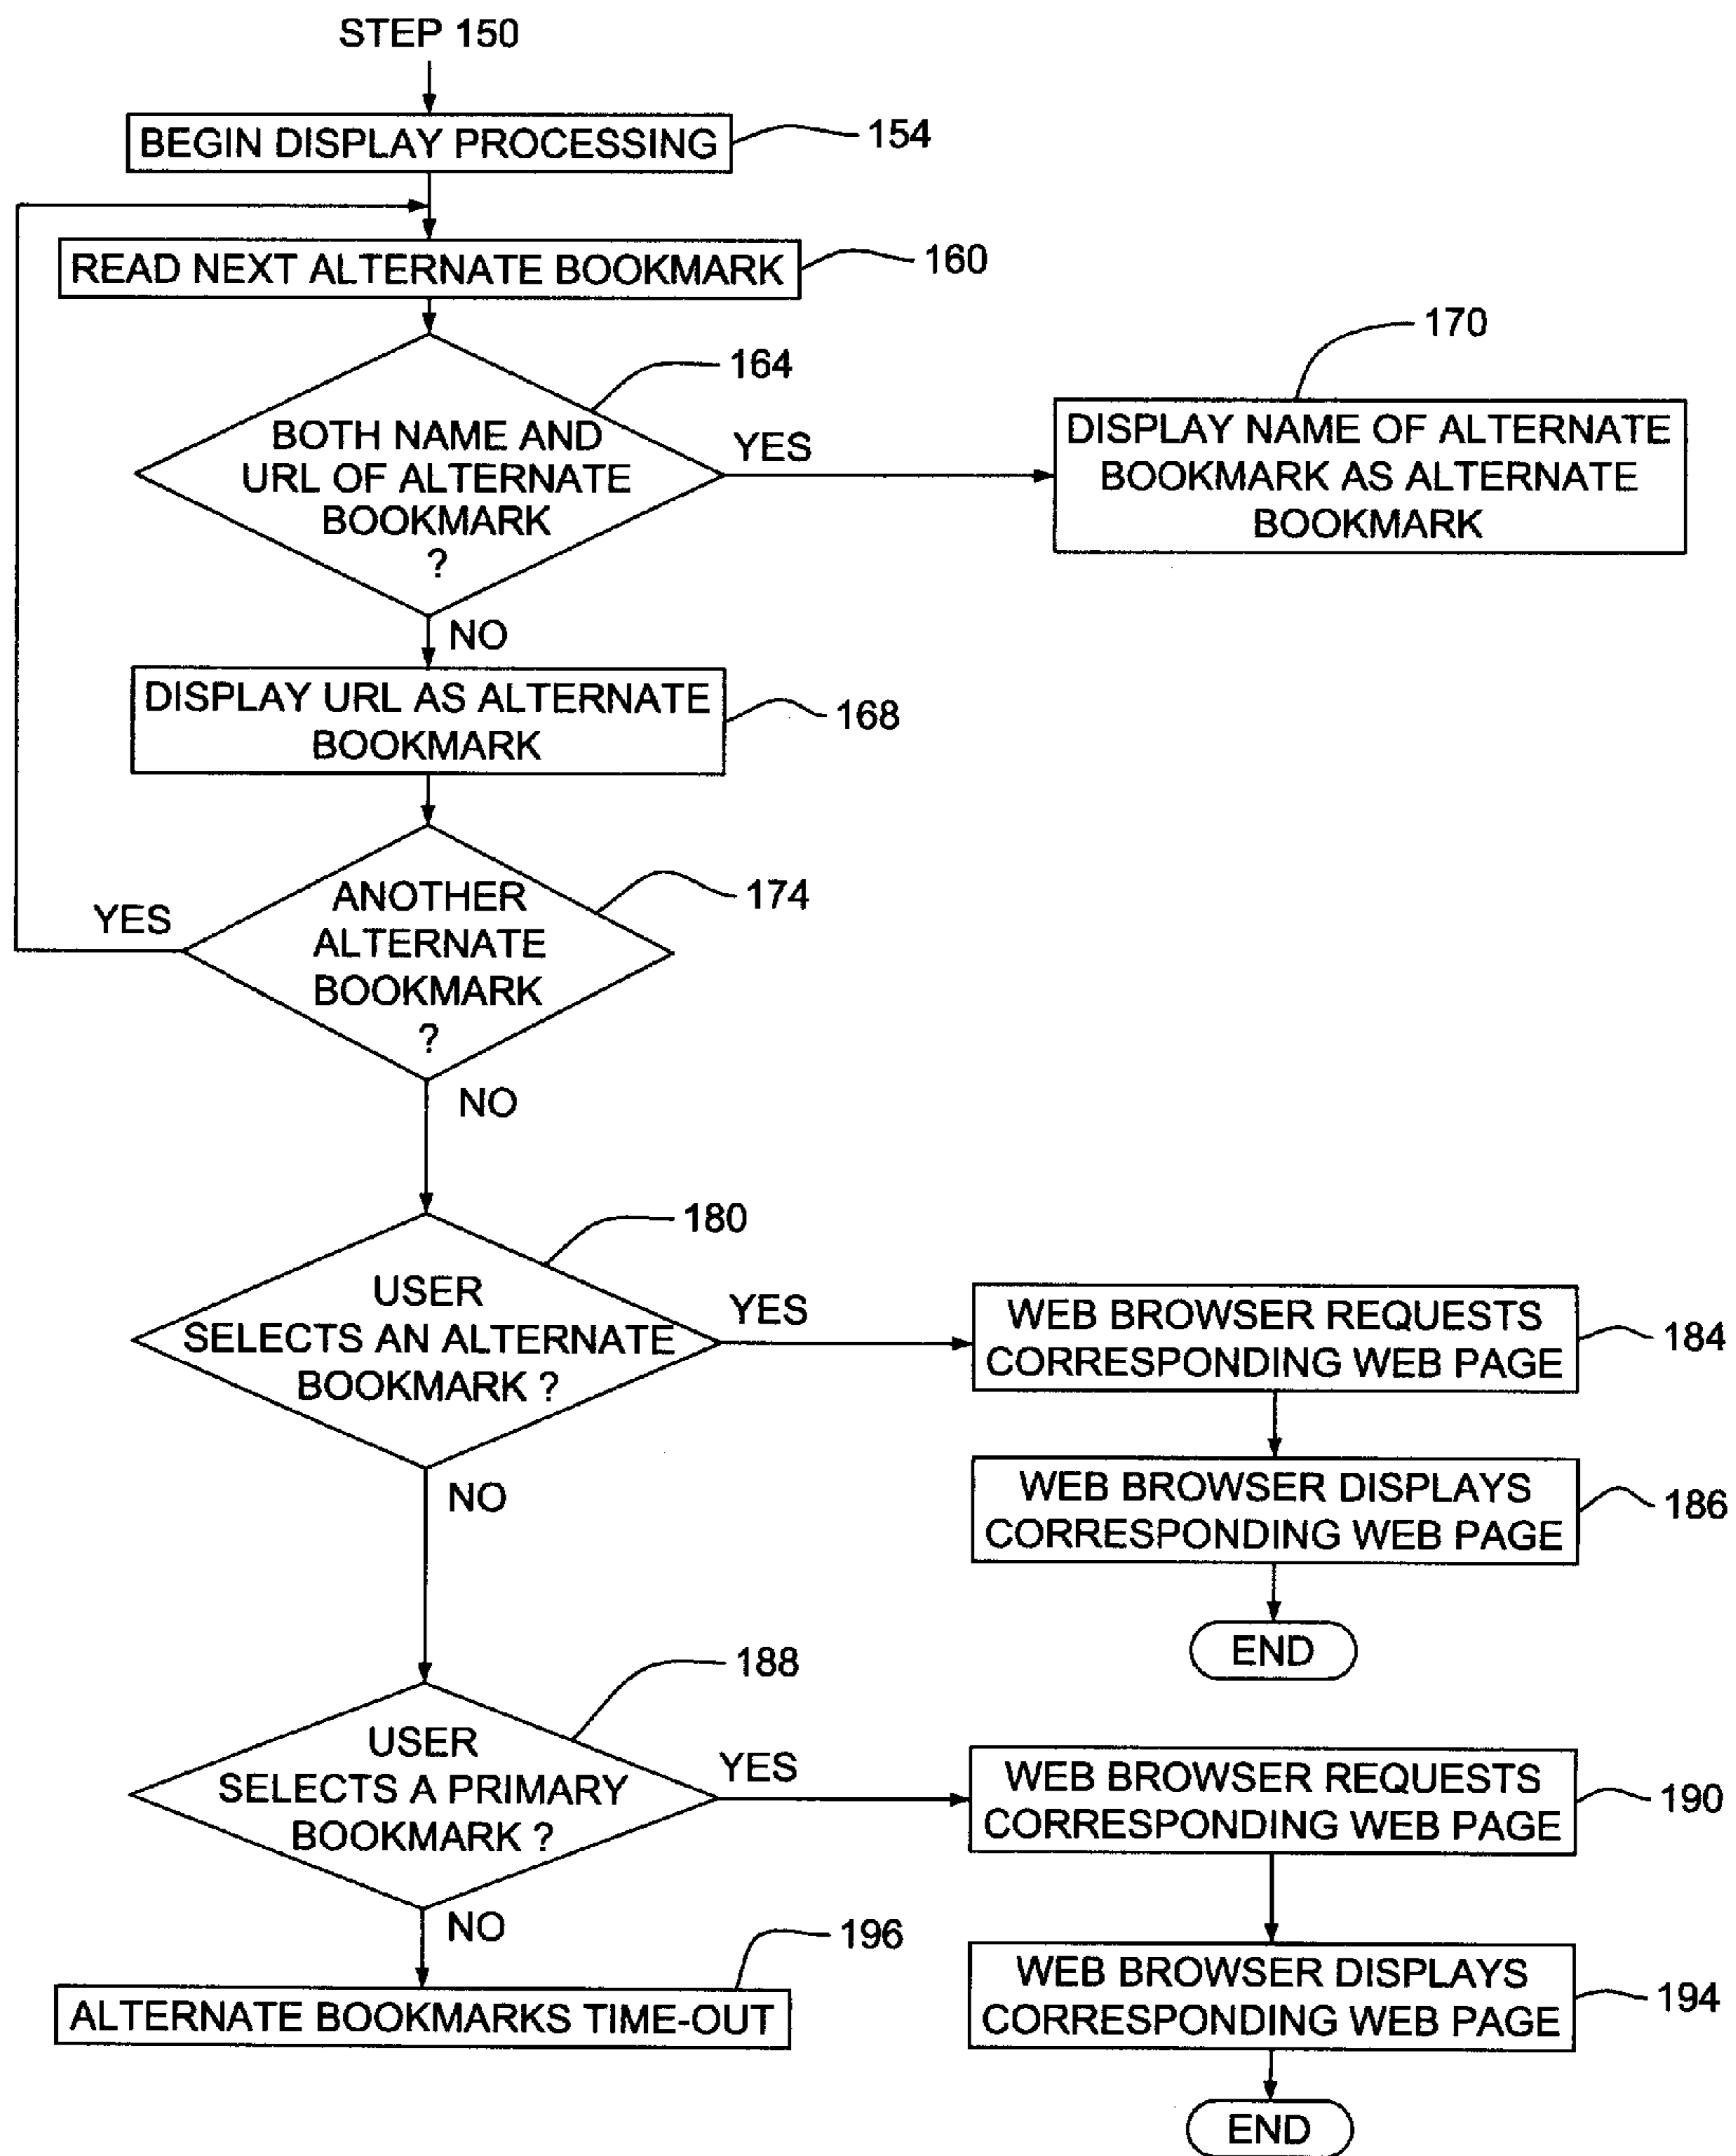 STEP 150
BEGIN DISPLAY PROCESSING
154
READ NEXT ALTERNATE BOOKMARK
160
164
BOTH NAME AND
URL OF ALTERNATE
BOOKMARK
?
YES
170
DISPLAY NAME OF ALTERNATE
BOOKMARK AS ALTERNATE
BOOKMARK
NO
DISPLAY URL AS ALTERNATE
BOOKMARK
168
174
ANOTHER
ALTERNATE
BOOKMARK
?
YES
NO
180
USER
SELECTS AN ALTERNATE
BOOKMARK ?
YES
WEB BROWSER REQUESTS
CORRESPONDING WEB PAGE
184
WEB BROWSER DISPLAYS
CORRESPONDING WEB PAGE
186
END
NO
188
USER
SELECTS A PRIMARY
BOOKMARK ?
YES
WEB BROWSER REQUESTS
CORRESPONDING WEB PAGE
190
WEB BROWSER DISPLAYS
CORRESPONDING WEB PAGE
194
END
NO
196
ALTERNATE BOOKMARKS TIME-OUT